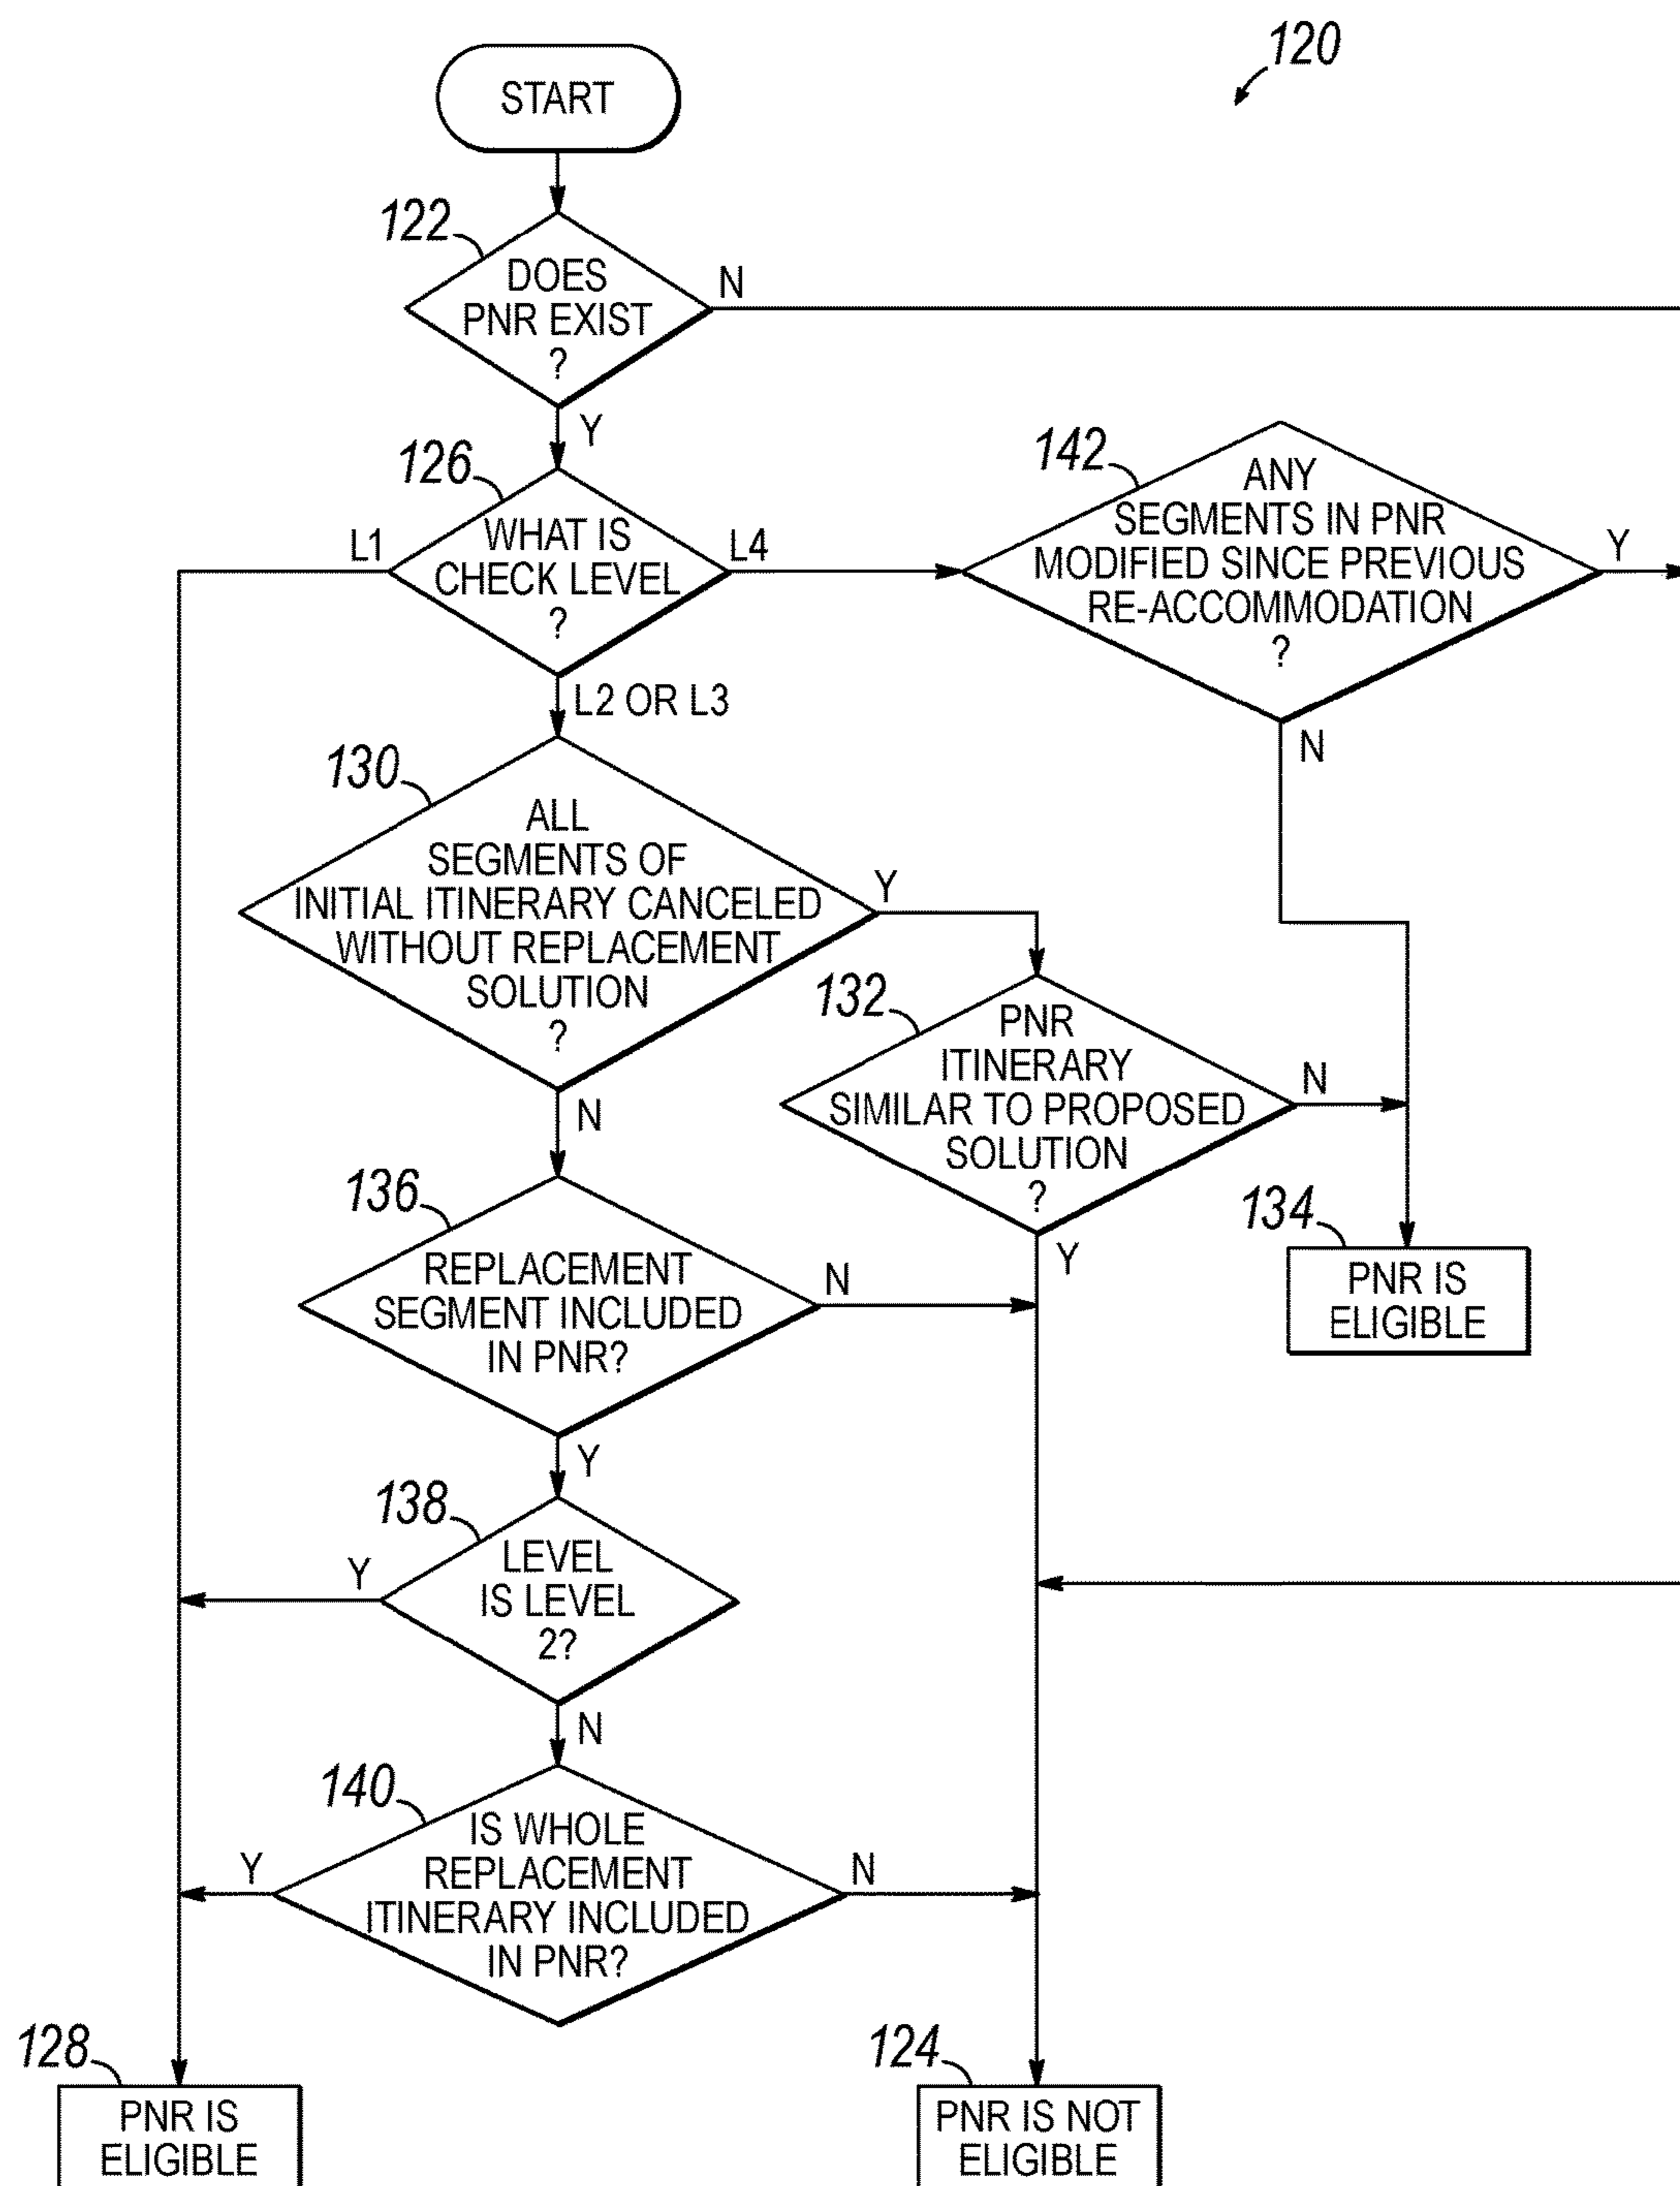 120
START
122
DOES
PNR EXIST
?
N
Y
126
WHAT IS
CHECK LEVEL
?
L1
L4
L2 OR L3
142
ANY
SEGMENTS IN PNR
MODIFIED SINCE PREVIOUS
RE-ACCOMMODATION
?
Y
N
130
ALL
SEGMENTS OF
INITIAL ITINERARY CANCELED
WITHOUT REPLACEMENT
SOLUTION
?
Y
N
132
PNR
ITINERARY
SIMILAR TO PROPOSED
SOLUTION
?
N
Y
134
PNR IS
ELIGIBLE
136
REPLACEMENT
SEGMENT INCLUDED
IN PNR?
N
Y
138
LEVEL
IS LEVEL
2?
Y
N
140
IS WHOLE
REPLACEMENT
ITINERARY INCLUDED
IN PNR?
Y
N
128
PNR IS
ELIGIBLE
124
PNR IS NOT
ELIGIBLE